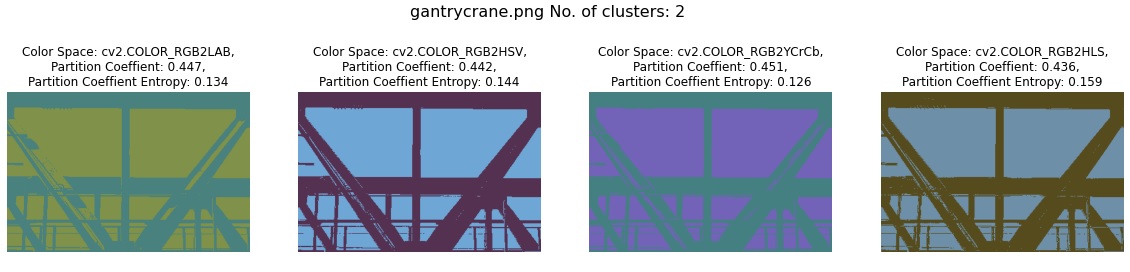 gantrycrane.png No. of clusters: 2
Color Space: cv2.COLOR_RGB2LAB,
Partition Coeffient: 0.447,
Partition Coeffient Entropy: 0.134
Color Space: cv2.COLOR_RGB2HSV,
Partition Coeffient: 0.442,
Partition Coeffient Entropy: 0.144
Color Space: cv2.COLOR_RGB2YCrCb,
Partition Coeffient: 0.451,
Partition Coeffient Entropy: 0.126
Color Space: cv2.COLOR_RGB2HLS,
Partition Coeffient: 0.436,
Partition Coeffient Entropy: 0.159